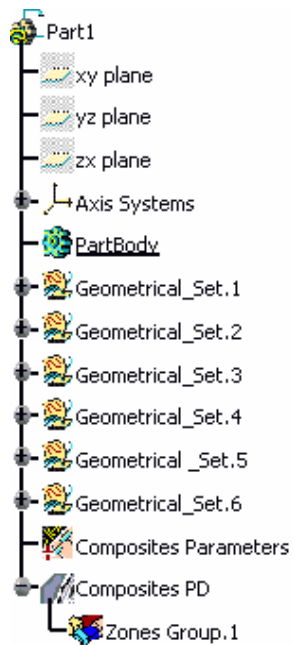 Part1
xy plane
yz plane
zx plane
Axis Systems
PartBody
Geometrical_Set.1
Geometrical_Set.2
Geometrical_Set.3
Geometrical_Set.4
Geometrical _Set.5
Geometrical_Set.6
Composites Parameters
Composites PD
Zones Group.1